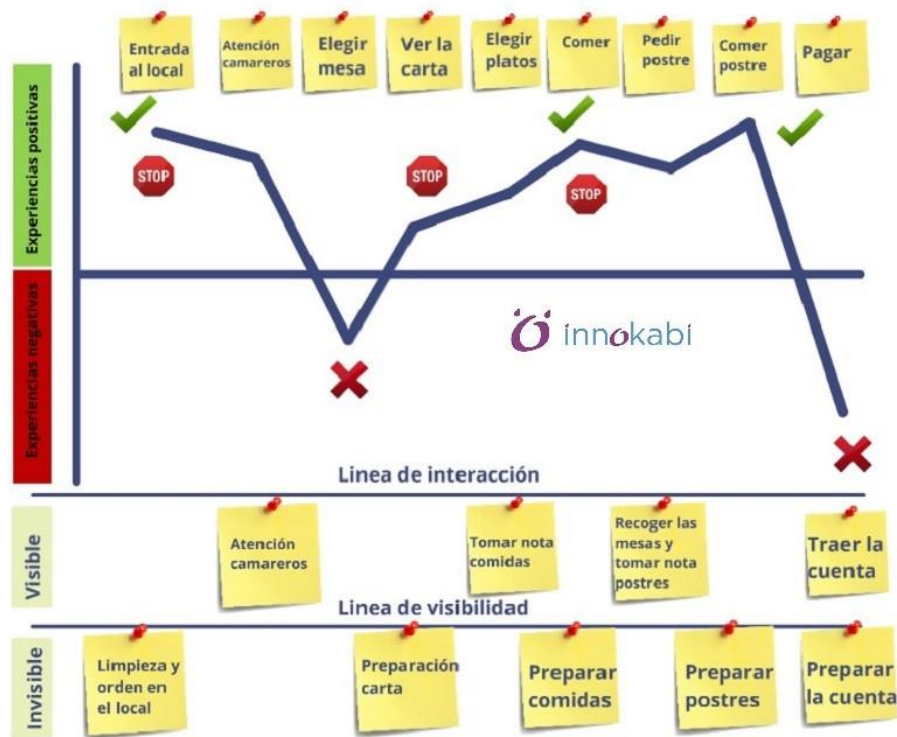 Entrada
al local
Atención
camareros
Elegir
mesa
Ver la
carta
Elegir
platos
Comer
Pedir
postre
Comer
postre
Pagar
Experiencias positivas
STOP
STOP
STOP
Experiencias negativas
innokabi
Linea de interacción
Visible
Atención
camareros
Tomar nota
comidas
Recoger las
mesas y
tomar nota
postres
Traer la
cuenta
Linea de visibilidad
Invisible
Limpieza y
orden en
el local
Preparación
carta
Preparar
comidas
Preparar
postres
Preparar
la cuenta